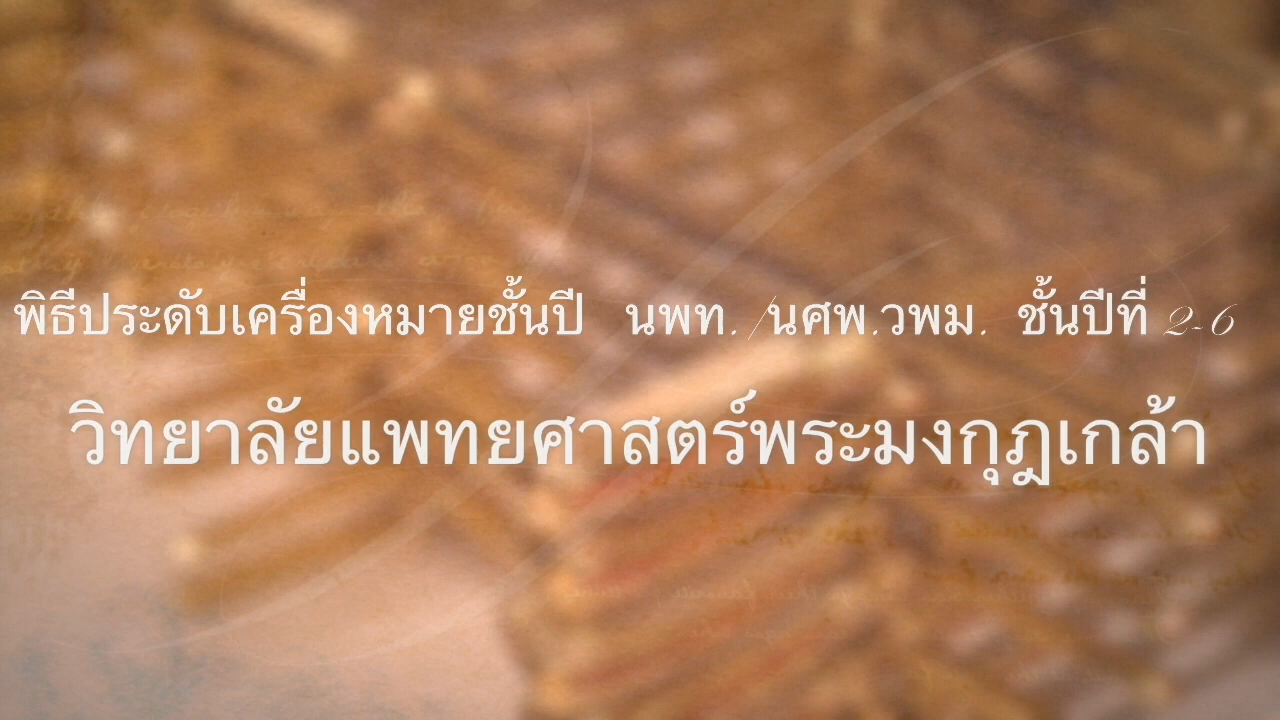 พิธีประดับเครื่องหมายชั้นปี นพท. /นศพ.วพม. ชั้นปีที่ 2-6
วิทยาลัยแพทยศาสตร์พระมงกุฎเกล้า